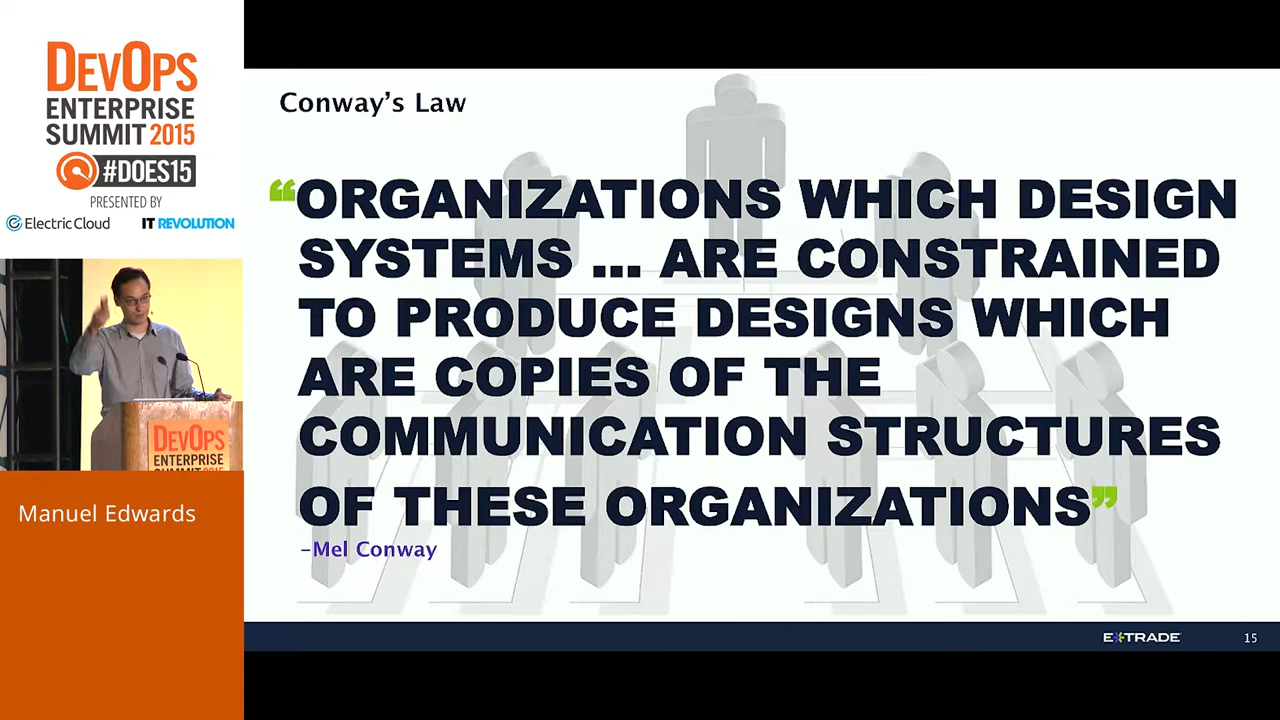 DEVOPS
ENTERPRISE
SUMMIT 2015
#DOES15
PRESENTED BY
Electric Cloud
IT REVOLUTION
DEVOPS
ENTERPRISE
SUMMIT 2015
Manuel Edwards
Conway's Law
“ORGANIZATIONS WHICH DESIGN
SYSTEMS ... ARE CONSTRAINED
TO PRODUCE DESIGNS WHICH
ARE COPIES OF THE
COMMUNICATION STRUCTURES
OF THESE ORGANIZATIONS”
–Mel Conway
E*TRADE
15